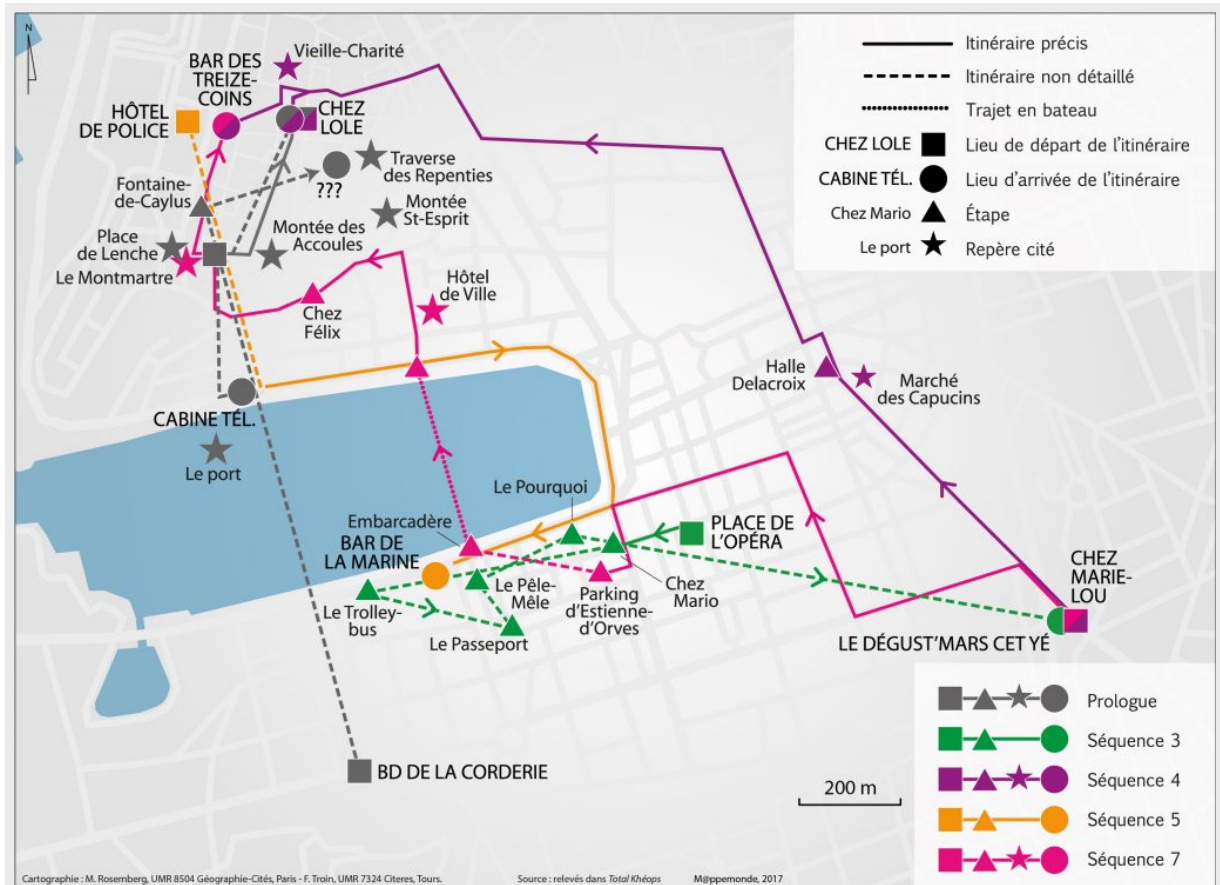 N
Vieille-Charité
BAR DES
TREIZE-
COINS
HÔTEL
DE POLICE
CHEZ
LOLE
Traverse
des Repenties
???
Fontaine-
de-Caylus
Montée
St-Esprit
Place
de Lenche
Montée des
Accoules
Le Montmartre
Hôtel
de Ville
Chez
Félix
CABINE TÉL.
Le port
Halle
Delacroix
Marché
des Capucins
Le Pourquoi
Embarcadère
BAR DE
LA MARINE
PLACE DE
L'OPÉRA
Le Trolley-
bus
Le Pêle-
Mêle
Le Passeport
Parking
d'Estienne-
d'Orves
Chez
Mario
CHEZ
MARIE-
LOU
LE DÉGUST'MARS CET YÉ
BD DE LA CORDERIE
200 m
Itinéraire précis
Itinéraire non détaillé
Trajet en bateau
CHEZ LOLE Lieu de départ de l'itinéraire
CABINE TÉL. Lieu d'arrivée de l'itinéraire
Chez Mario Étape
Le port Repère cité
Prologue
Séquence 3
Séquence 4
Séquence 5
Séquence 7
Cartographie : M. Rosemberg, UMR 8504 Géographie-Cités, Paris - F. Troin, UMR 7324 Citeres, Tours. Source : relevés dans Total Khéops M@ppemonde, 2017